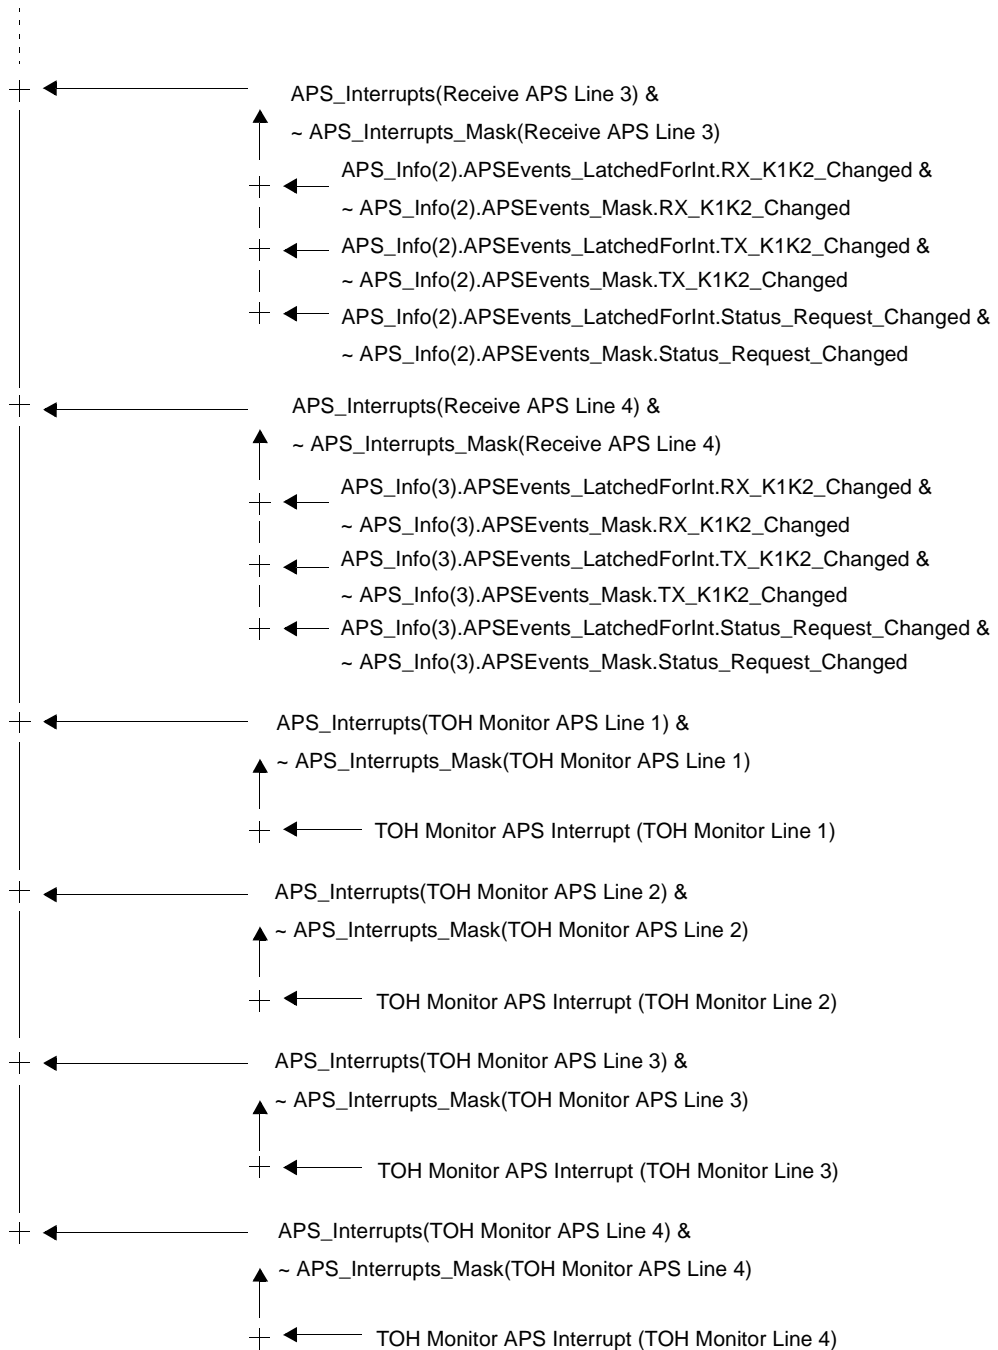 APS_Interrupts(Receive APS Line 3) &
~ APS_Interrupts_Mask(Receive APS Line 3)
APS_Info(2).APSEvents_LatchedForInt.RX_K1K2_Changed &
~ APS_Info(2).APSEvents_Mask.RX_K1K2_Changed
APS_Info(2).APSEvents_LatchedForInt.TX_K1K2_Changed &
~ APS_Info(2).APSEvents_Mask.TX_K1K2_Changed
APS_Info(2).APSEvents_LatchedForInt.Status_Request_Changed &
~ APS_Info(2).APSEvents_Mask.Status_Request_Changed
APS_Interrupts(Receive APS Line 4) &
~ APS_Interrupts_Mask(Receive APS Line 4)
APS_Info(3).APSEvents_LatchedForInt.RX_K1K2_Changed &
~ APS_Info(3).APSEvents_Mask.RX_K1K2_Changed
APS_Info(3).APSEvents_LatchedForInt.TX_K1K2_Changed &
~ APS_Info(3).APSEvents_Mask.TX_K1K2_Changed
APS_Info(3).APSEvents_LatchedForInt.Status_Request_Changed &
~ APS_Info(3).APSEvents_Mask.Status_Request_Changed
APS_Interrupts(TOH Monitor APS Line 1) &
~ APS_Interrupts_Mask(TOH Monitor APS Line 1)
TOH Monitor APS Interrupt (TOH Monitor Line 1)
APS_Interrupts(TOH Monitor APS Line 2) &
~ APS_Interrupts_Mask(TOH Monitor APS Line 2)
TOH Monitor APS Interrupt (TOH Monitor Line 2)
APS_Interrupts(TOH Monitor APS Line 3) &
~ APS_Interrupts_Mask(TOH Monitor APS Line 3)
TOH Monitor APS Interrupt (TOH Monitor Line 3)
APS_Interrupts(TOH Monitor APS Line 4) &
~ APS_Interrupts_Mask(TOH Monitor APS Line 4)
TOH Monitor APS Interrupt (TOH Monitor Line 4)